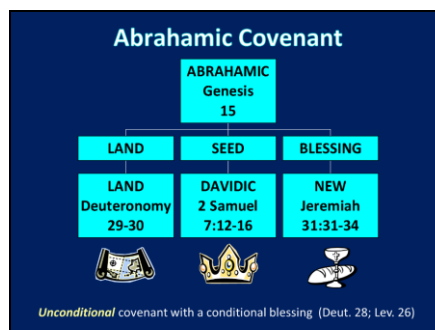 Abrahamic Covenant
ABRAHAMIC
Genesis
15
LAND
SEED
BLESSING
LAND
Deuteronomy
29-30
DAVIDIC
2 Samuel
7:12-16
NEW
Jeremiah
31:31-34
Unconditional covenant with a conditional blessing (Deut. 28; Lev. 26)